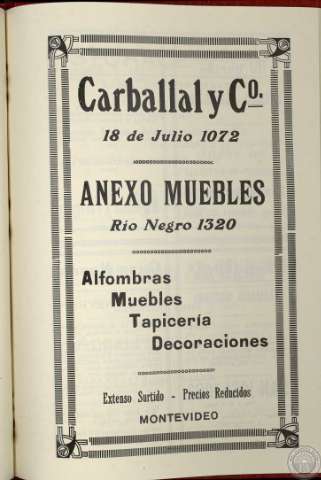 Carballal y Cº.
18 de Julio 1072
ANEXO MUEBLES
Río Negro 1320
Alfombras
Muebles
Tapicería
Decoraciones
Extenso Surtido - Precios Reducidos
MONTEVIDEO